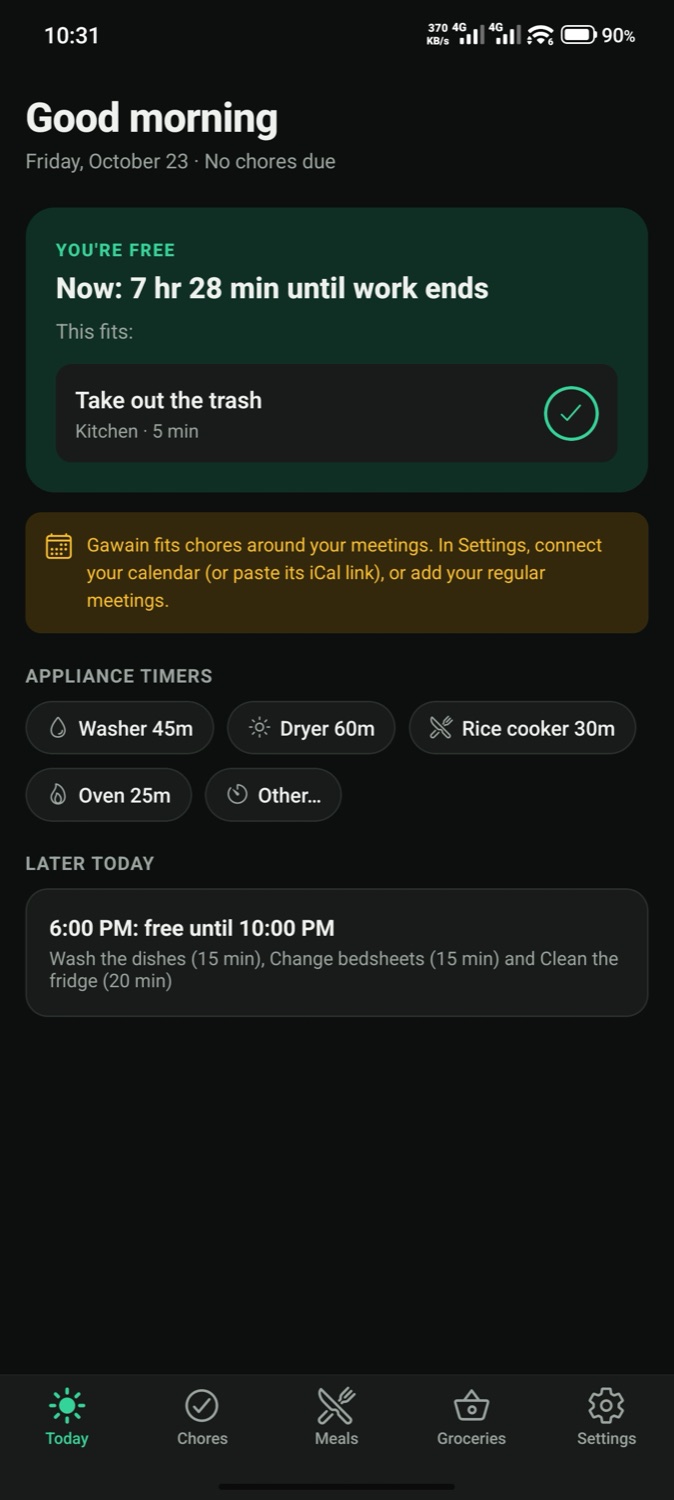 10:31
370 KB/s 4G 4G 6 90%
Good morning
Friday, October 23 · No chores due
YOU'RE FREE
Now: 7 hr 28 min until work ends
This fits:
Take out the trash
Kitchen · 5 min
Gawain fits chores around your meetings. In Settings, connect
your calendar (or paste its iCal link), or add your regular
meetings.
APPLIANCE TIMERS
Washer 45m
Dryer 60m
Rice cooker 30m
Oven 25m
Other...
LATER TODAY
6:00 PM: free until 10:00 PM
Wash the dishes (15 min), Change bedsheets (15 min) and Clean the
fridge (20 min)
Today
Chores
Meals
Groceries
Settings